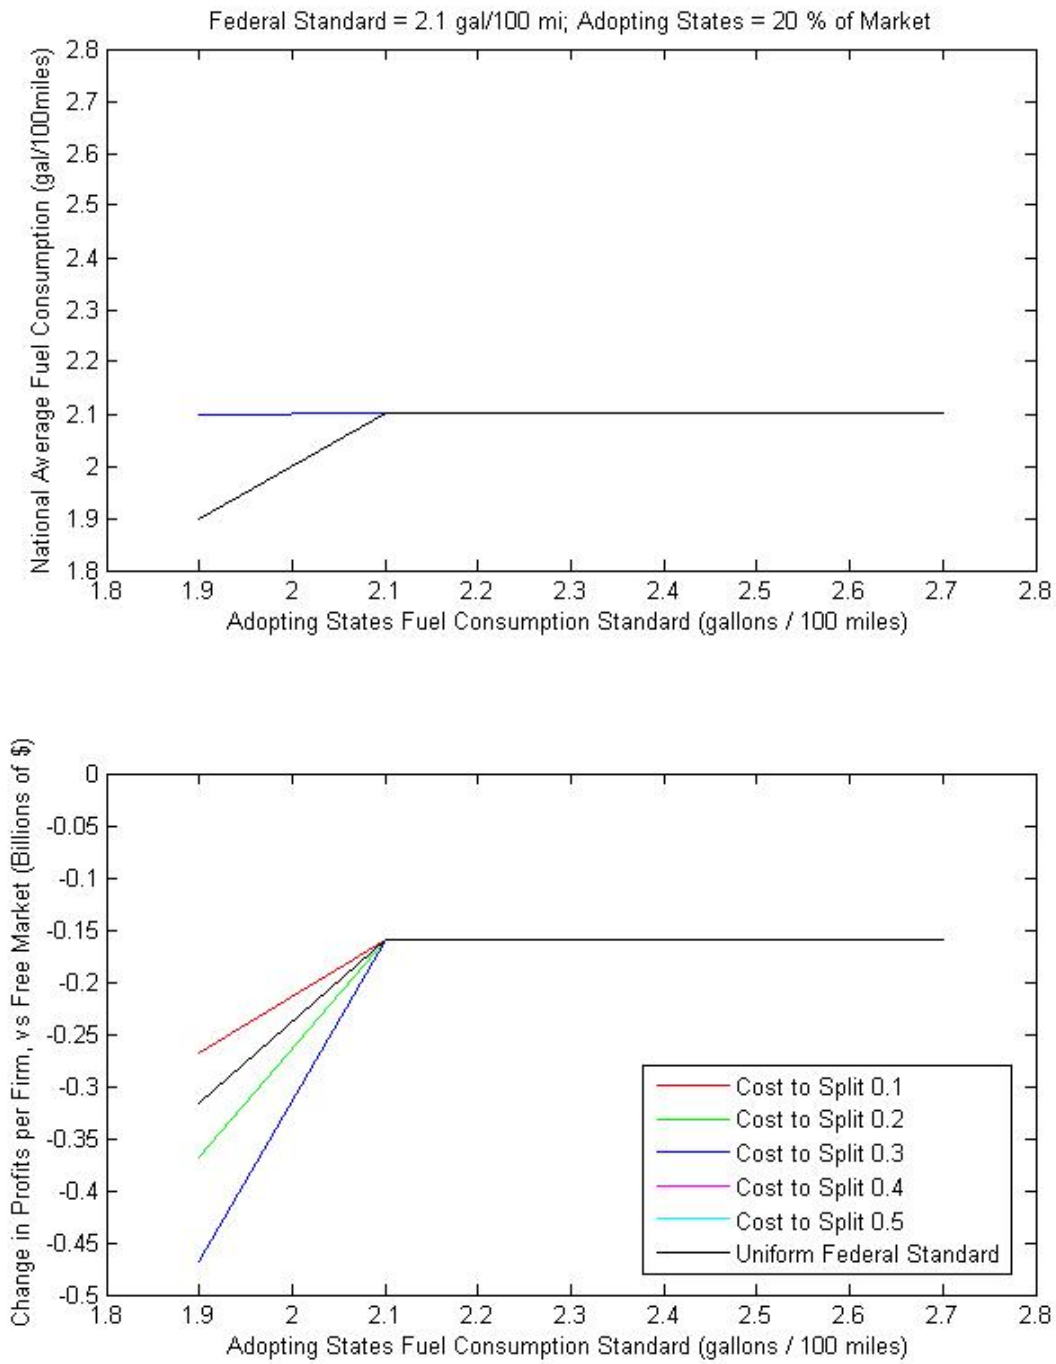 Federal Standard = 2.1 gal/100 mi; Adopting States = 20 % of Market
National Average Fuel Consumption (gal/100miles)
2.8
2.7
2.6
2.5
2.4
2.3
2.2
2.1
2
1.9
1.8
1.8 1.9 2 2.1 2.2 2.3 2.4 2.5 2.6 2.7 2.8
Adopting States Fuel Consumption Standard (gallons / 100 miles)
Change in Profits per Firm, vs Free Market (Billions of $)
0
-0.05
-0.1
-0.15
-0.2
-0.25
-0.3
-0.35
-0.4
-0.45
-0.5
Cost to Split 0.1
Cost to Split 0.2
Cost to Split 0.3
Cost to Split 0.4
Cost to Split 0.5
Uniform Federal Standard
1.8 1.9 2 2.1 2.2 2.3 2.4 2.5 2.6 2.7 2.8
Adopting States Fuel Consumption Standard (gallons / 100 miles)